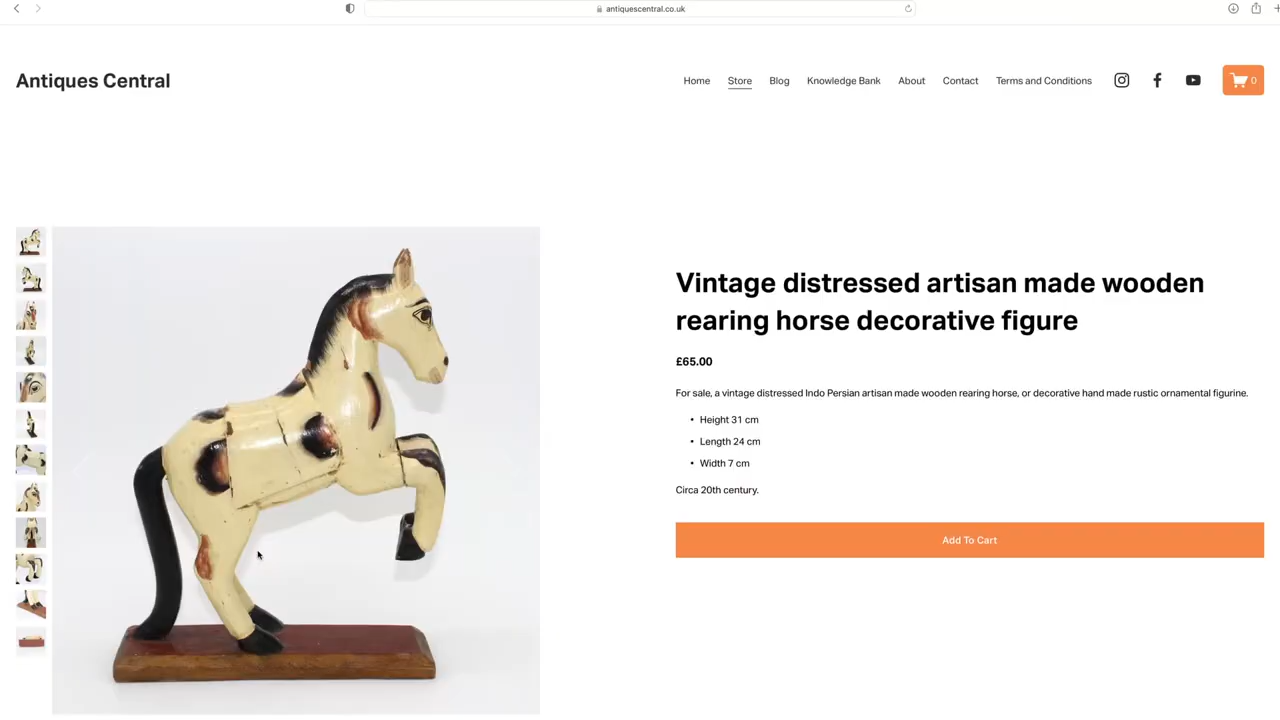 antiquescentral.co.uk
Antiques Central
Home Store Blog Knowledge Bank About Contact Terms and Conditions 0
Vintage distressed artisan made wooden
rearing horse decorative figure
£65.00
For sale, a vintage distressed Indo Persian artisan made wooden rearing horse, or decorative hand made rustic ornamental figurine.
• Height 31 cm
• Length 24 cm
• Width 7 cm
Circa 20th century.
Add To Cart